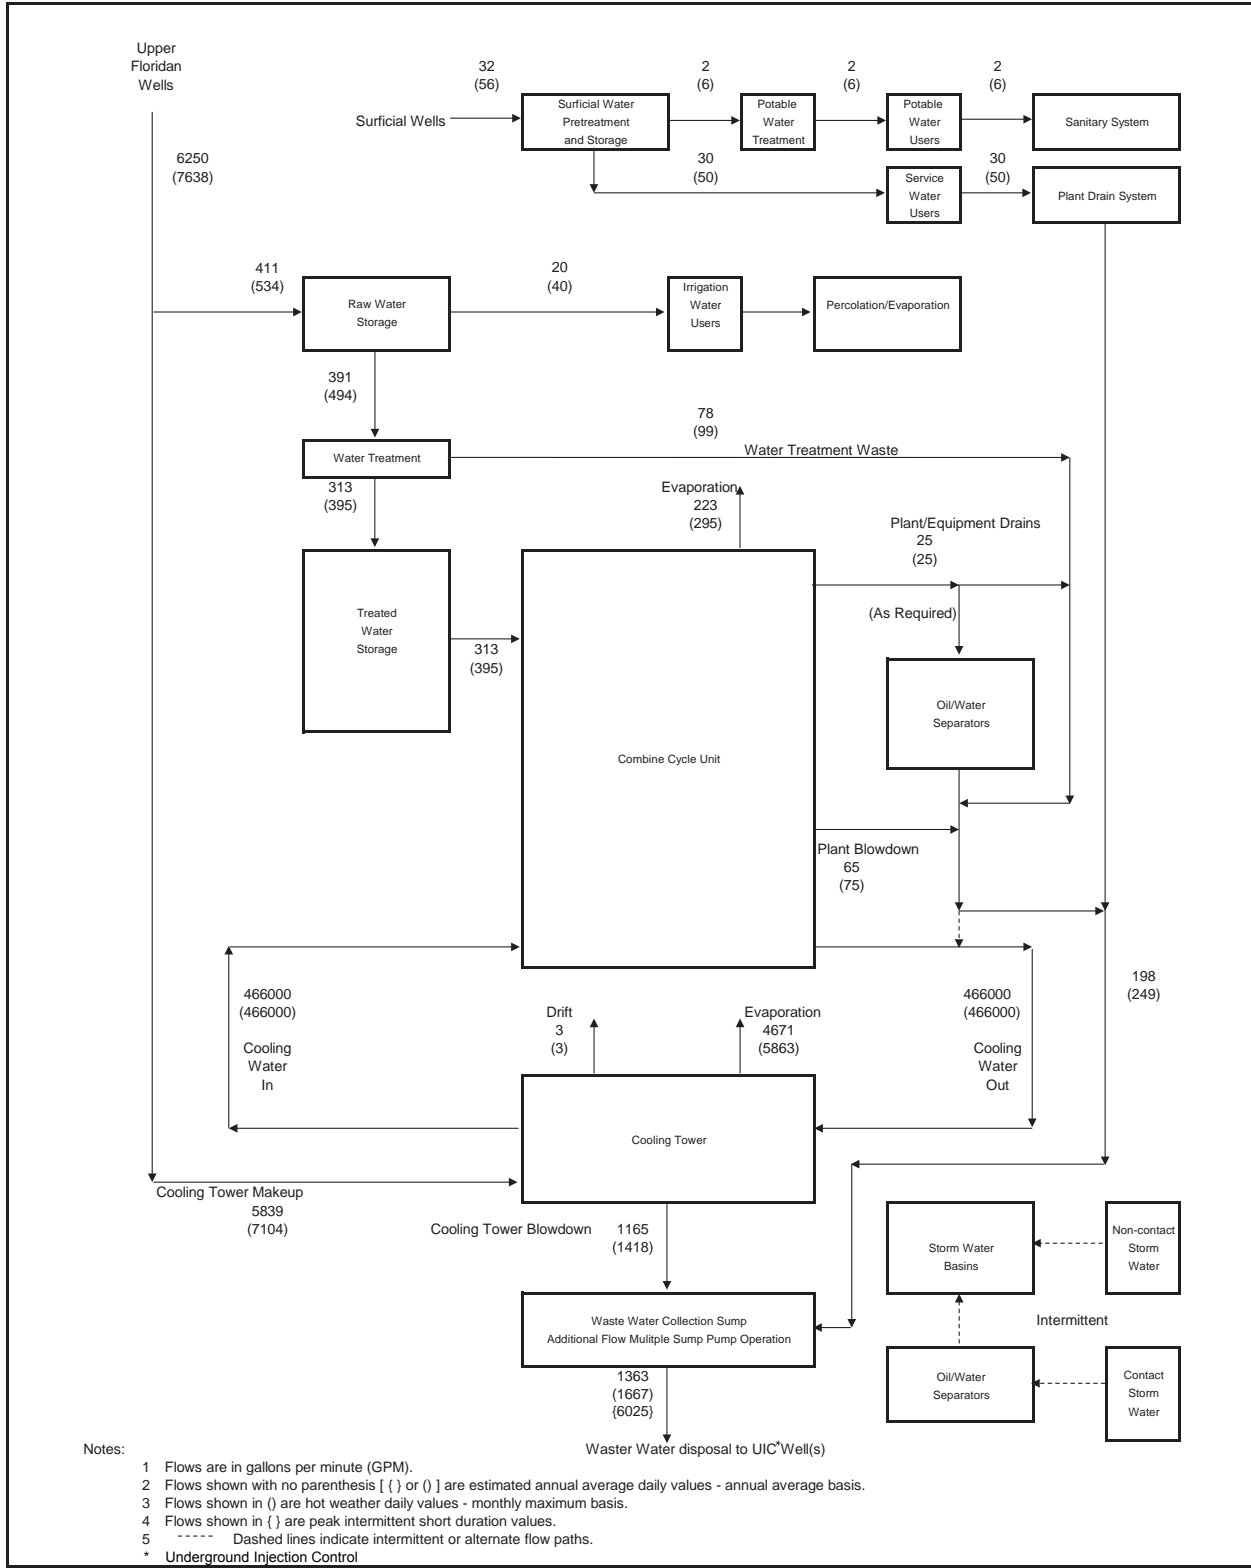 Upper
Floridan
Wells
6250
(7638)
32
(56)
2
(6)
2
(6)
2
(6)
Surficial Wells
Surficial Water
Pretreatment
and Storage
Potable
Water
Treatment
Potable
Water
Users
Sanitary System
30
(50)
30
(50)
Service
Water
Users
Plant Drain System
411
(534)
20
(40)
Raw Water
Storage
Irrigation
Water
Users
Percolation/Evaporation
391
(494)
78
(99)
Water Treatment
Water Treatment Waste
313
(395)
Evaporation
223
(295)
Plant/Equipment Drains
25
(25)
(As Required)
Treated
Water
Storage
313
(395)
Oil/Water
Separators
Combine Cycle Unit
Plant Blowdown
65
(75)
466000
(466000)
Cooling
Water
In
Drift
3
(3)
Evaporation
4671
(5863)
466000
(466000)
Cooling
Water
Out
198
(249)
Cooling Tower
Cooling Tower Makeup
5839
(7104)
Cooling Tower Blowdown
1165
(1418)
Storm Water
Basins
Non-contact
Storm
Water
Waste Water Collection Sump
Additional Flow Mulitple Sump Pump Operation
Intermittent
1363
(1667)
{6025}
Oil/Water
Separators
Contact
Storm
Water
Waster Water disposal to UIC*Well(s)
Notes:
1 Flows are in gallons per minute (GPM).
2 Flows shown with no parenthesis [ { } or () ] are estimated annual average daily values - annual average basis.
3 Flows shown in () are hot weather daily values - monthly maximum basis.
4 Flows shown in { } are peak intermittent short duration values.
5 ----- Dashed lines indicate intermittent or alternate flow paths.
* Underground Injection Control